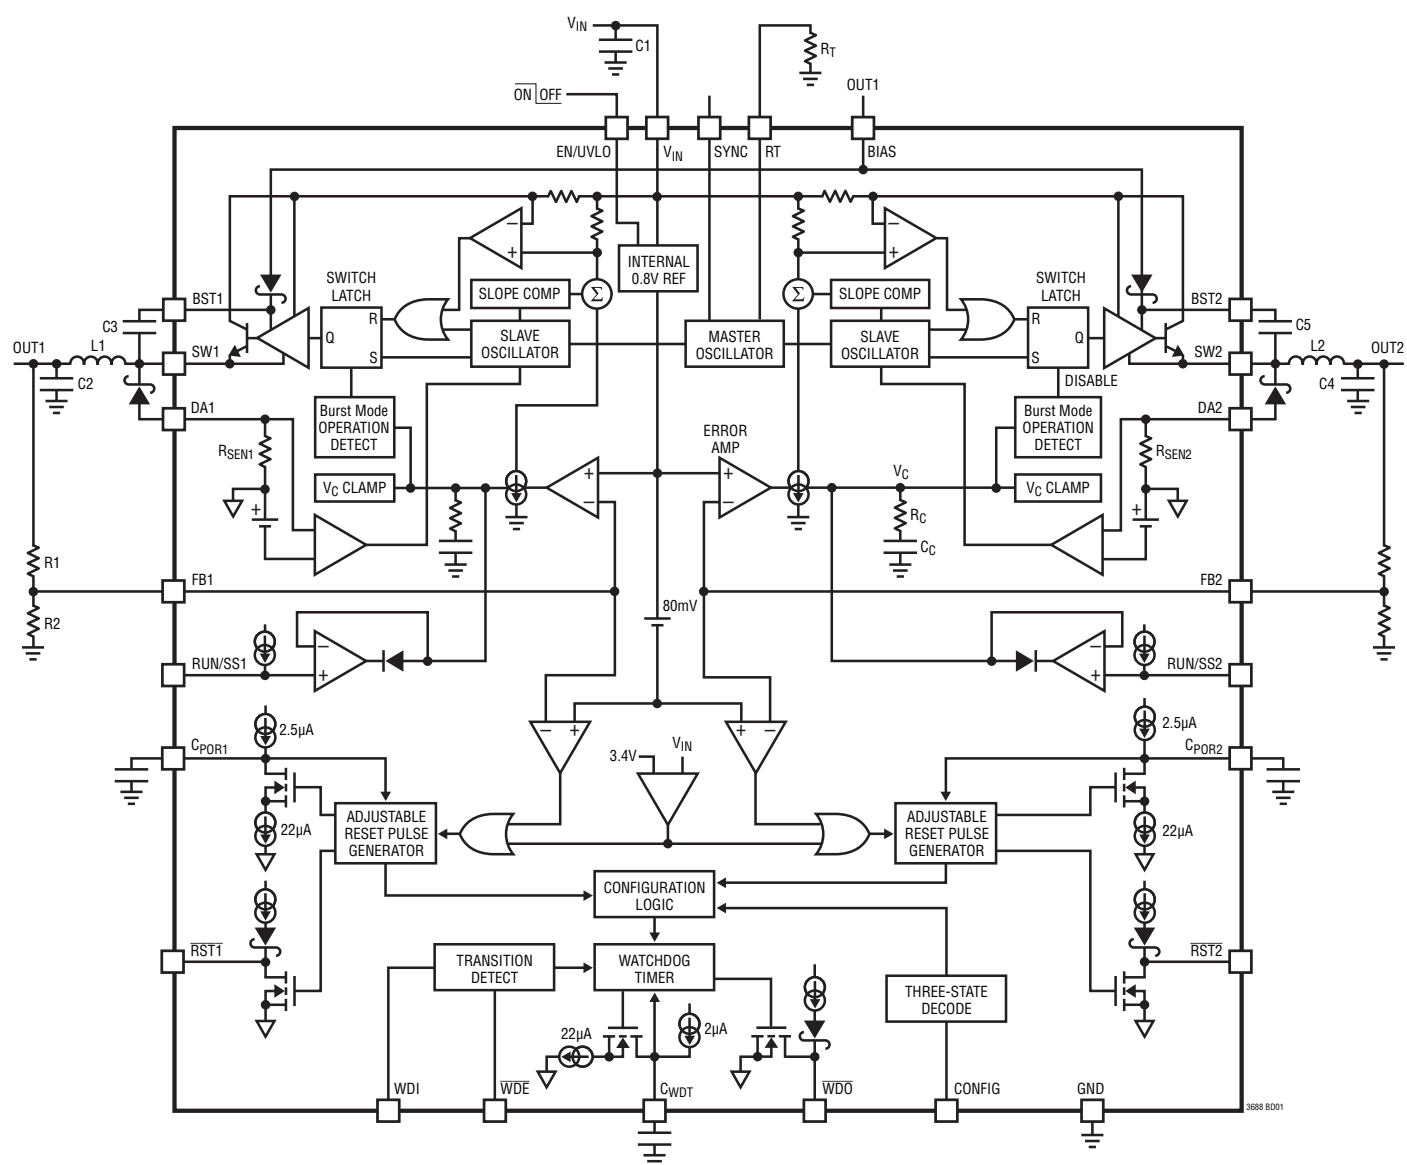 VIN
C1
RT
ON OFF
OUT1
EN/UVLO
VIN
SYNC
RT
BIAS
–
+
–
+
INTERNAL
0.8V REF
SWITCH
LATCH
SWITCH
LATCH
BST1
SLOPE COMP
Σ
Σ
SLOPE COMP
BST2
C3
R
Q
S
SLAVE
OSCILLATOR
MASTER
OSCILLATOR
SLAVE
OSCILLATOR
R
Q
S
C5
OUT1
L1
SW1
SW2
L2
OUT2
C2
DISABLE
C4
DA1
Burst Mode
OPERATION
DETECT
ERROR
AMP
Burst Mode
OPERATION
DETECT
DA2
RSEN1
RSEN2
VC CLAMP
+
–
+
–
VC
VC CLAMP
+
+
RC
CC
R1
FB1
FB2
R2
80mV
RUN/SS1
–
+
–
+
RUN/SS2
2.5µA
2.5µA
CPOR1
– +
+ –
CPOR2
3.4V
VIN
22µA
ADJUSTABLE
RESET PULSE
GENERATOR
ADJUSTABLE
RESET PULSE
GENERATOR
22µA
CONFIGURATION
LOGIC
RST1
RST2
TRANSITION
DETECT
WATCHDOG
TIMER
THREE-STATE
DECODE
22µA
2µA
WDI
WDE
CWDT
WDO
CONFIG
GND
3688 BD01